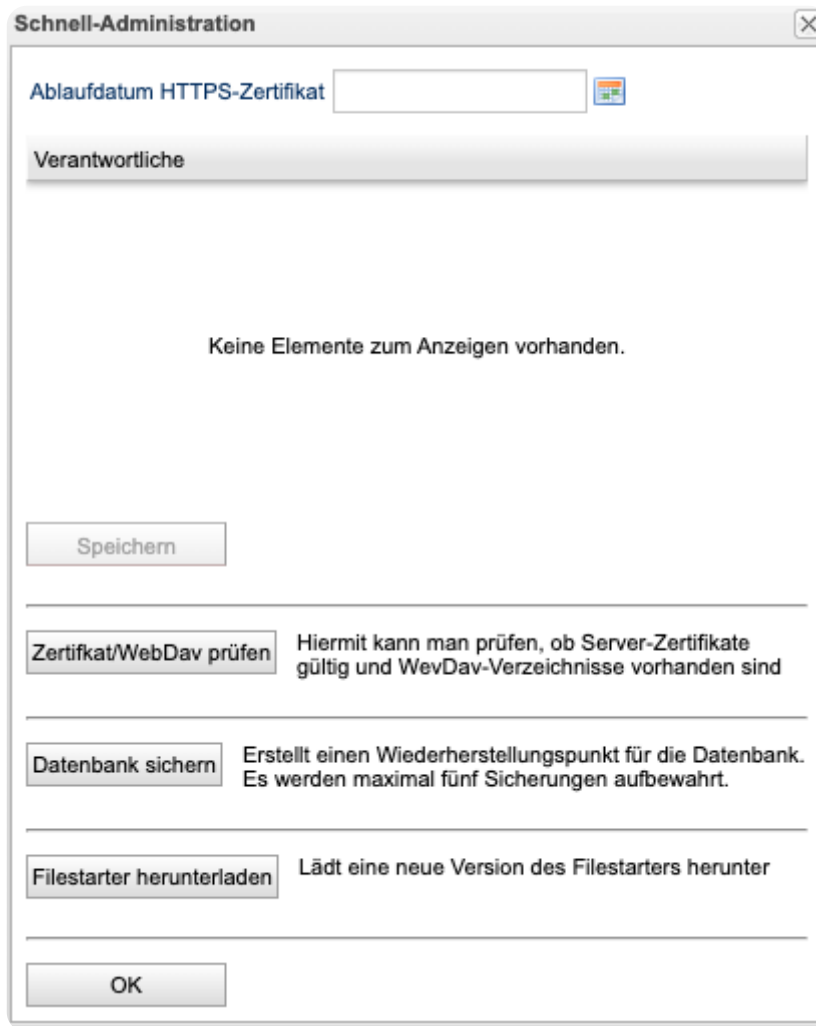 Schnell-Administration
Ablaufdatum HTTPS-Zertifikat
Verantwortliche
Keine Elemente zum Anzeigen vorhanden.
Speichern
Zertifkat/WebDav prüfen
Hiermit kann man prüfen, ob Server-Zertifikate
gültig und WevDav-Verzeichnisse vorhanden sind
Datenbank sichern
Erstellt einen Wiederherstellungspunkt für die Datenbank.
Es werden maximal fünf Sicherungen aufbewahrt.
Filestarter herunterladen
Lädt eine neue Version des Filestarters herunter
OK